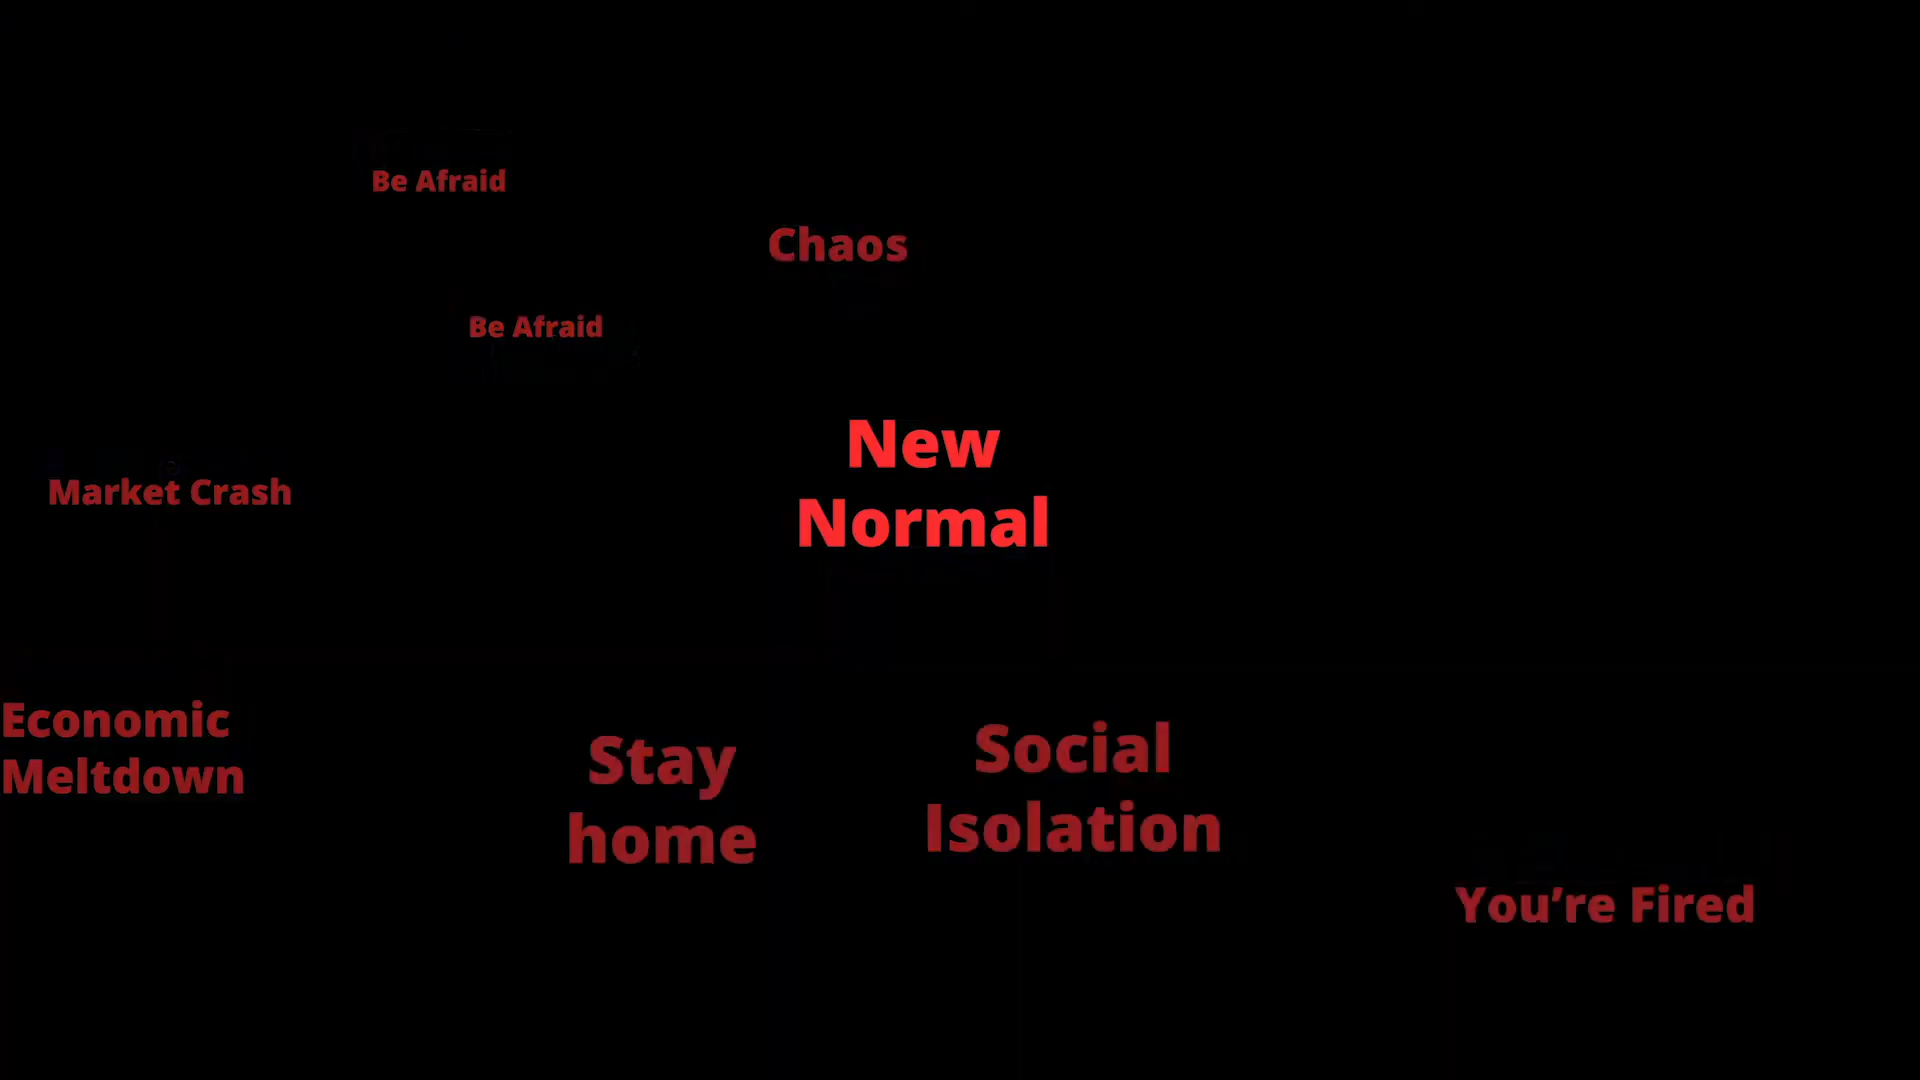 Be Afraid
Chaos
Be Afraid
New
Normal
Market Crash
Economic
Meltdown
Stay
home
Social
Isolation
You’re Fired